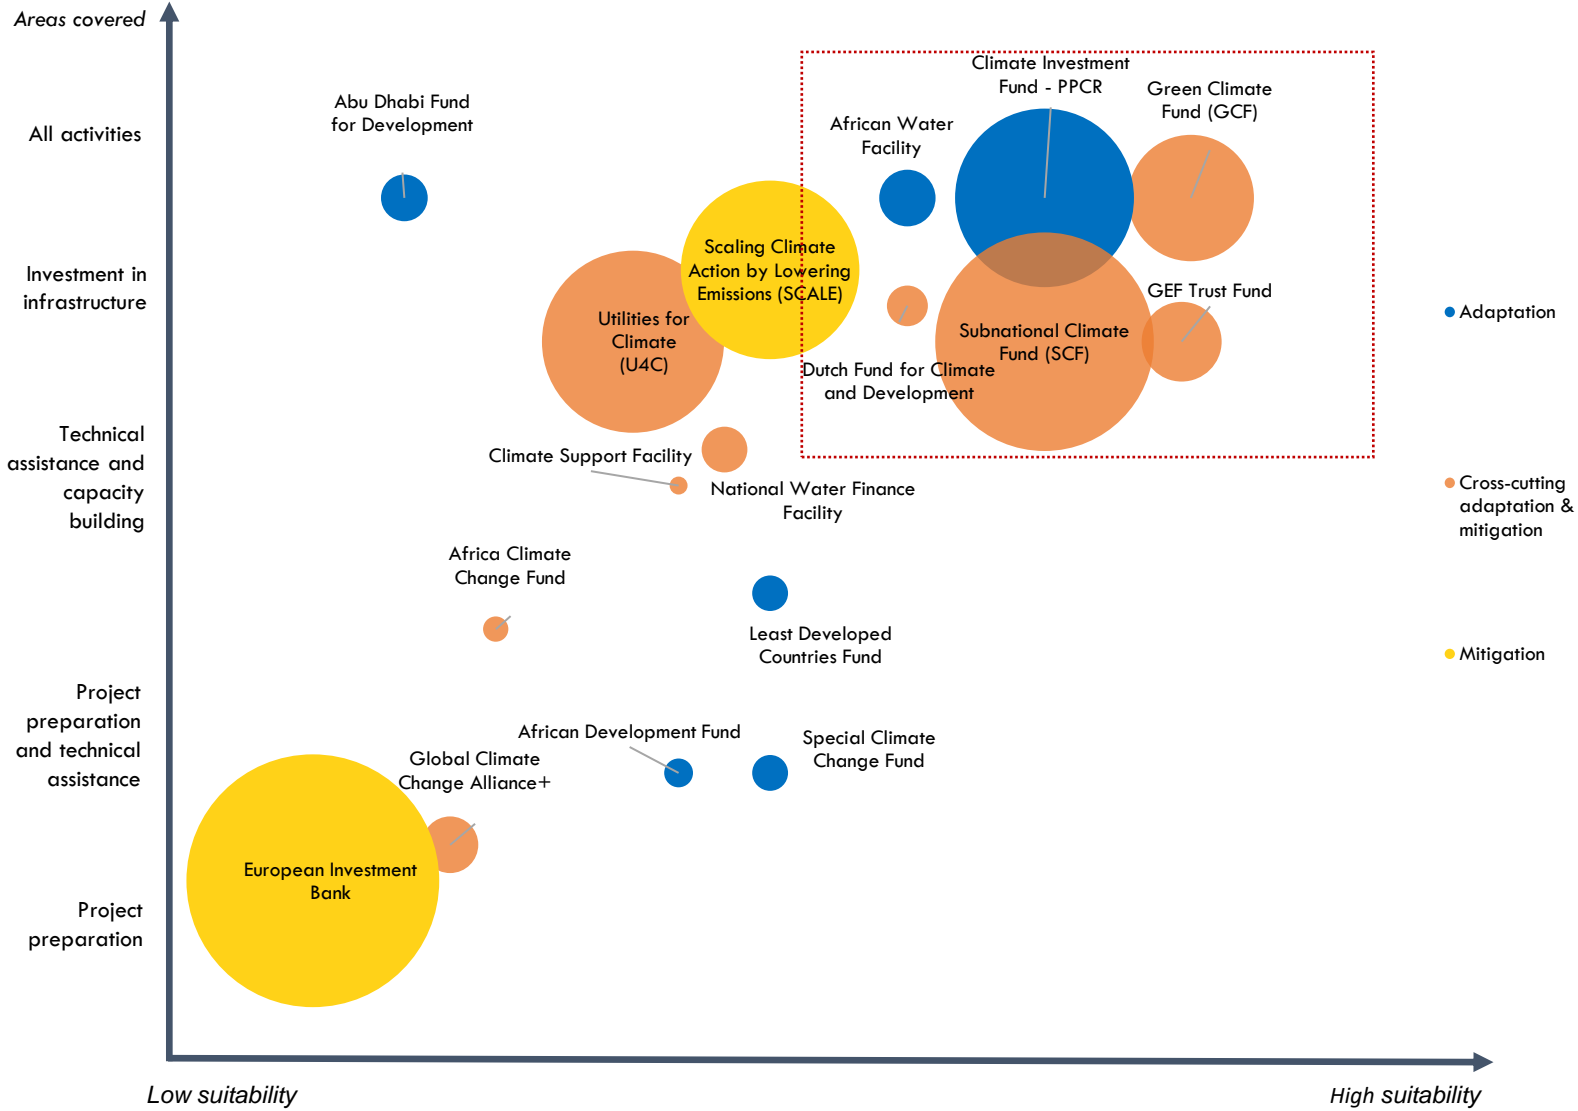 Areas covered
All activities
Investment in
infrastructure
Technical
assistance and
capacity
building
Project
preparation
and technical
assistance
Project
preparation
Abu Dhabi Fund
for Development
Climate Investment
Fund - PPCR
Green Climate
Fund (GCF)
African Water
Facility
Scaling Climate
Action by Lowering
Emissions (SCALE)
Utilities for
Climate
(U4C)
GEF Trust Fund
Subnational Climate
Fund (SCF)
Dutch Fund for Climate
and Development
Climate Support Facility
National Water Finance
Facility
Africa Climate
Change Fund
Least Developed
Countries Fund
African Development Fund
Special Climate
Change Fund
Global Climate
Change Alliance+
European Investment
Bank
Adaptation
Cross-cutting
adaptation &
mitigation
Mitigation
Low suitability
High suitability